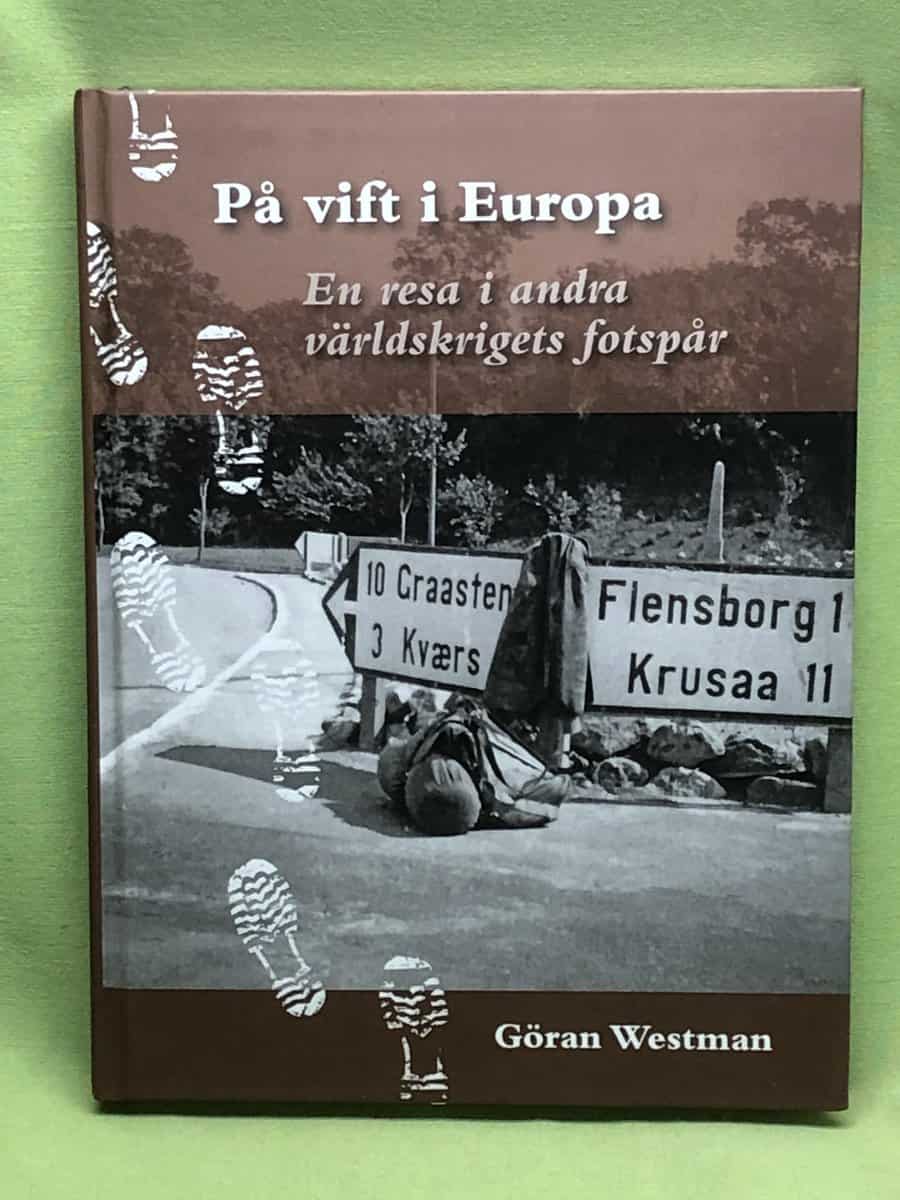 På vift i Europa
En resa i andra
världskrigets fotspår
10 Graasten
3 Kværs
Flensborg 1
Krusaa 11
Göran Westman